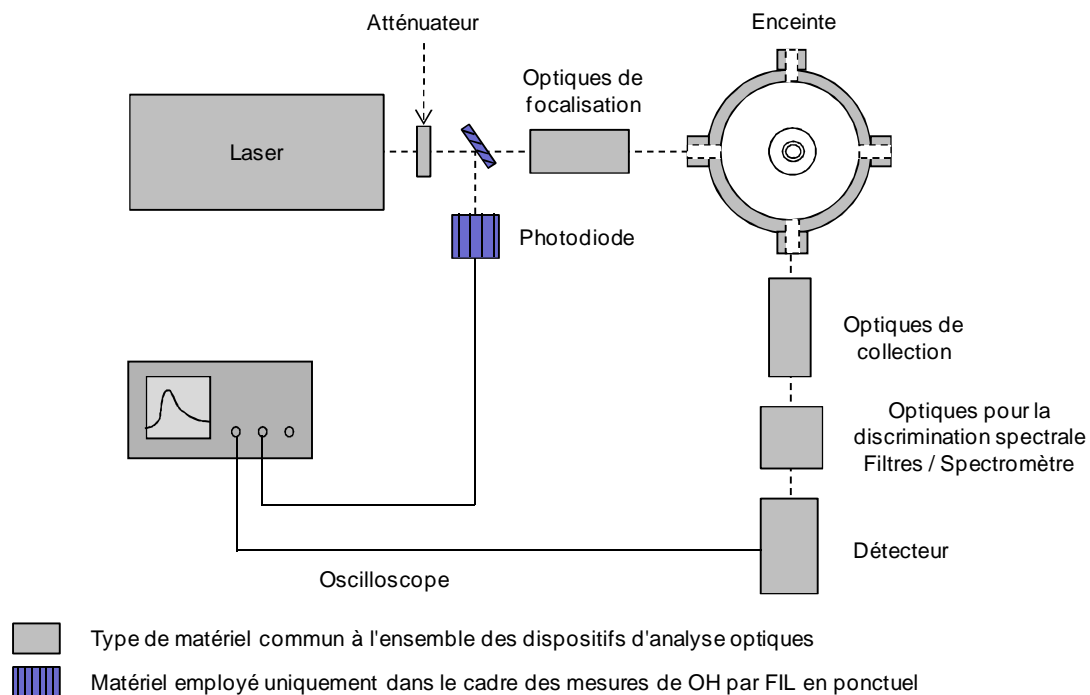 Atténuateur
Enceinte
Optiques de
focalisation
Laser
Photodiode
Optiques de
collection
Optiques pour la
discrimination spectrale
Filtres / Spectromètre
Détecteur
Oscilloscope
Type de matériel commun à l'ensemble des dispositifs d'analyse optiques
Matériel employé uniquement dans le cadre des mesures de OH par FIL en ponctuel